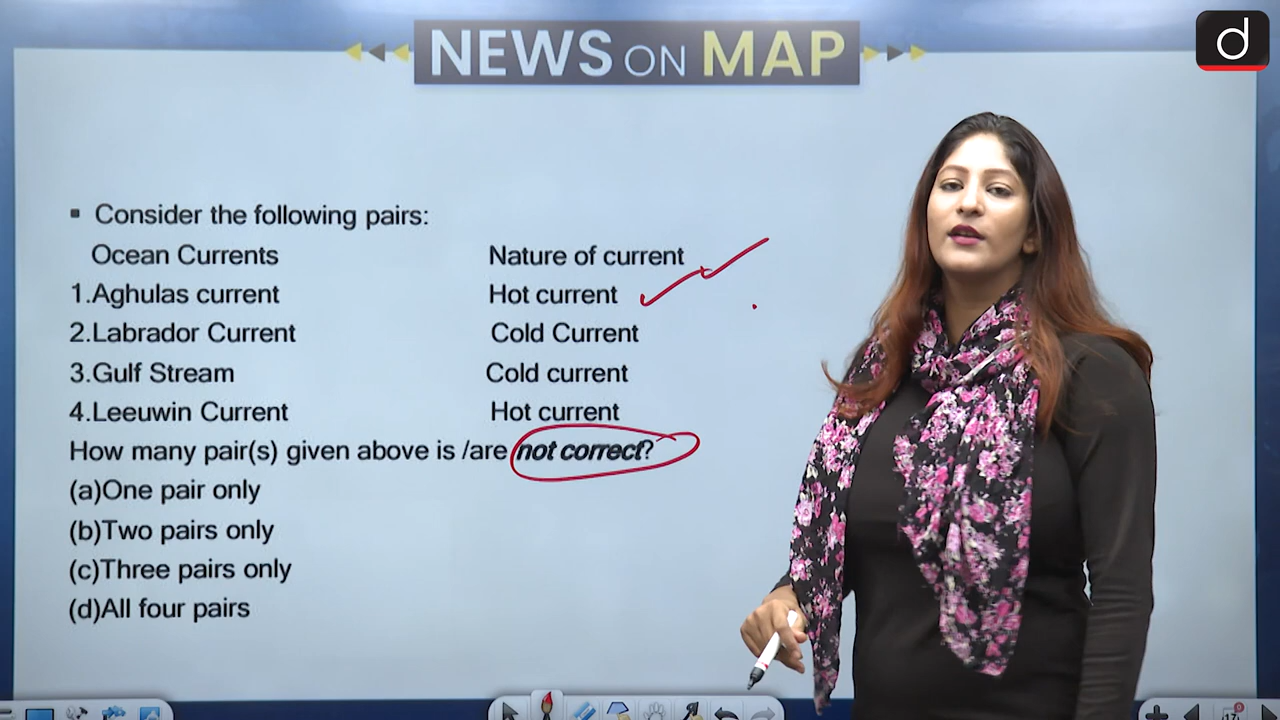 NEWS ON MAP
d
▪ Consider the following pairs:
Ocean Currents Nature of current
1.Aghulas current Hot current
2.Labrador Current Cold Current
3.Gulf Stream Cold current
4.Leeuwin Current Hot current
How many pair(s) given above is /are not correct?
(a)One pair only
(b)Two pairs only
(c)Three pairs only
(d)All four pairs